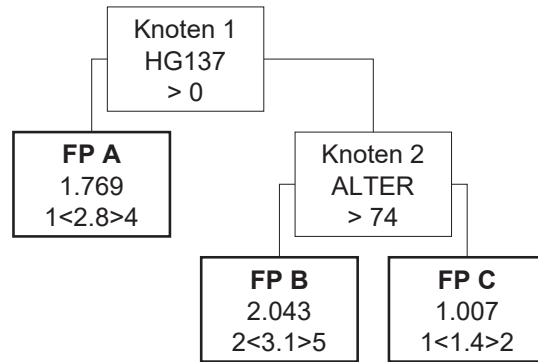 Knoten 1
HG137
> 0
FP A
1.769
1<2.8>4
Knoten 2
ALTER
> 74
FP B
2.043
2<3.1>5
FP C
1.007
1<1.4>2